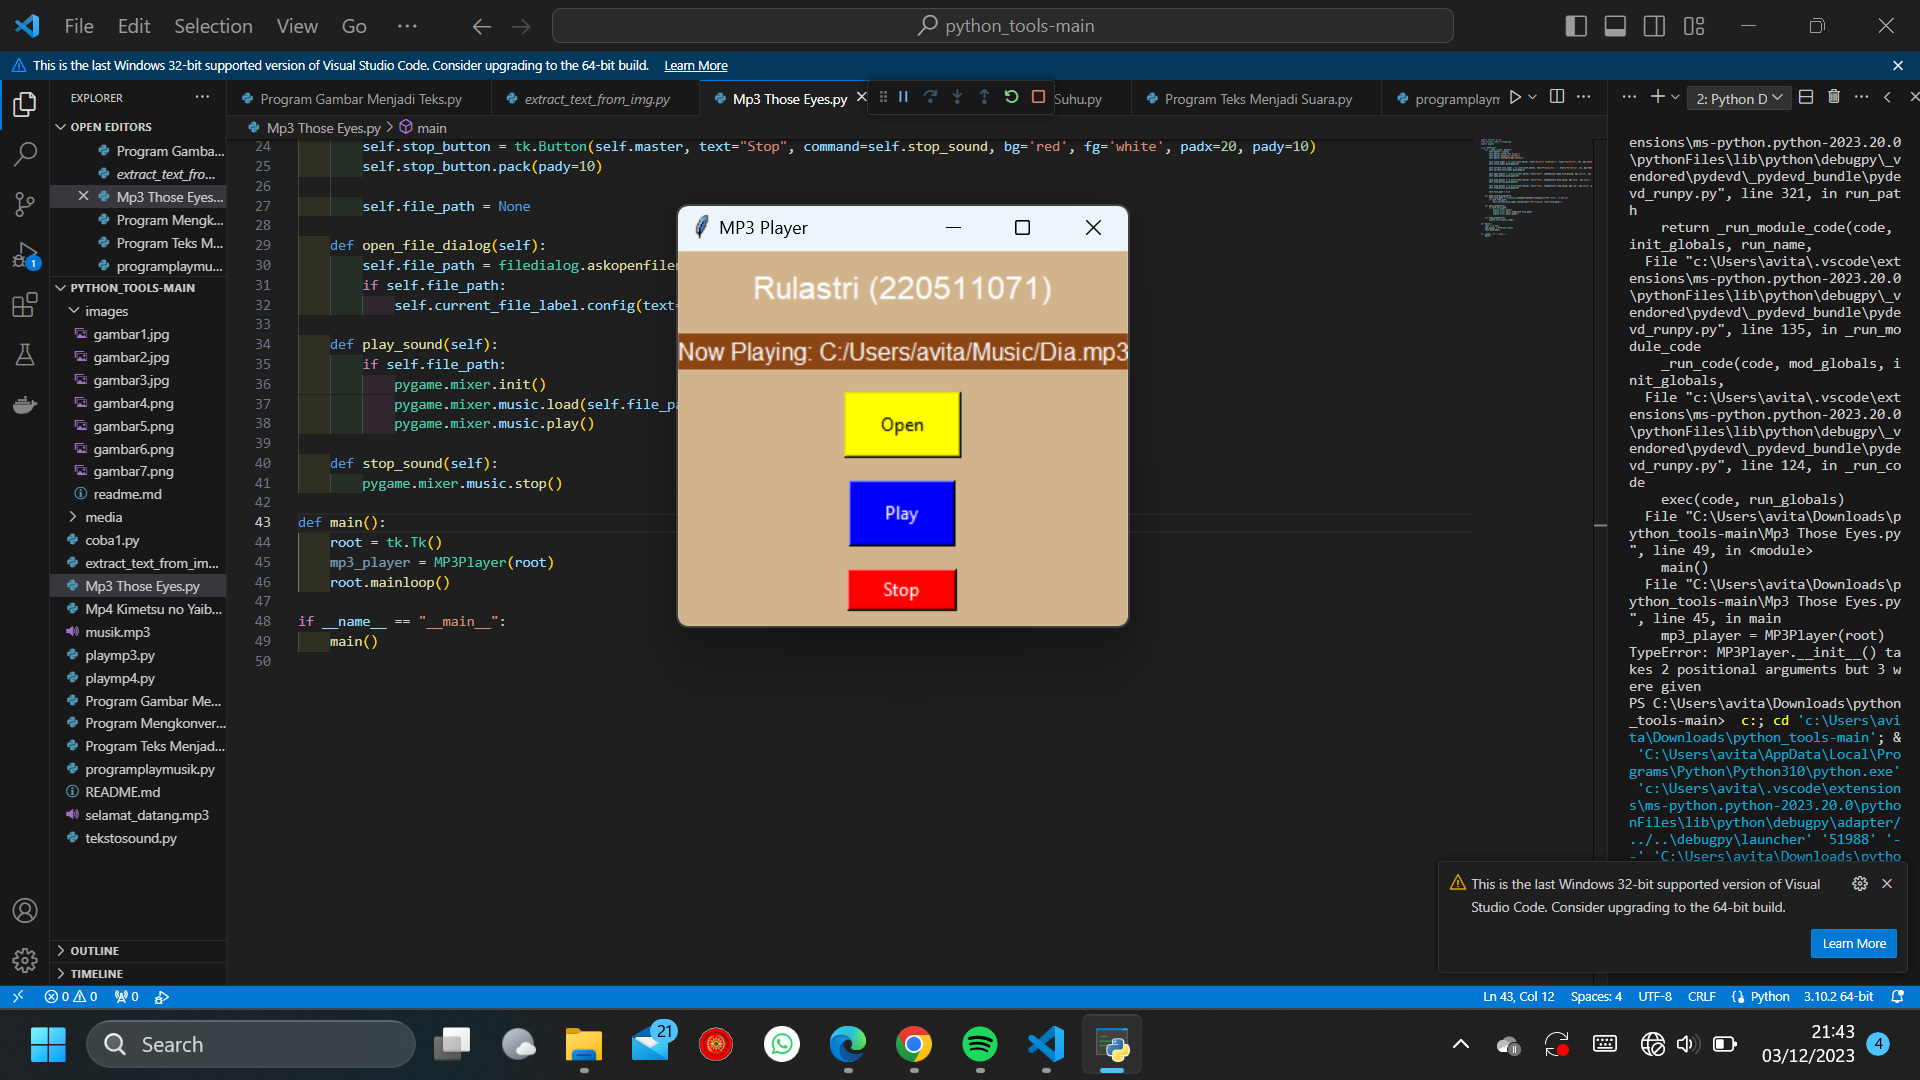 File Edit Selection View Go ··· python_tools-main
This is the last Windows 32-bit supported version of Visual Studio Code. Consider upgrading to the 64-bit build. Learn More
EXPLORER
OPEN EDITORS
Program Gamba...
extract_text_fro...
Mp3 Those Eyes...
Program Mengk...
Program Teks M...
programplaymu...
1
PYTHON_TOOLS-MAIN
images
gambar1.jpg
gambar2.jpg
gambar3.jpg
gambar4.png
gambar5.png
gambar6.png
gambar7.png
readme.md
media
coba1.py
extract_text_from_im...
Mp3 Those Eyes.py
Mp4 Kimetsu no Yaib...
musik.mp3
playmp3.py
playmp4.py
Program Gambar Me...
Program Mengkonver...
Program Teks Menjad...
programplaymusik.py
README.md
selamat_datang.mp3
tekstosound.py
OUTLINE
TIMELINE
Program Gambar Menjadi Teks.py extract_text_from_img.py Mp3 Those Eyes.py Suhu.py Program Teks Menjadi Suara.py programplaym
Mp3 Those Eyes.py > main
24 self.stop_button = tk.Button(self.master, text="Stop", command=self.stop_sound, bg='red', fg='white', padx=20, pady=10)
25 self.stop_button.pack(pady=10)
26
27 self.file_path = None
28
29 def open_file_dialog(self):
30 self.file_path = filedialog.askopenfile
31 if self.file_path:
32 self.current_file_label.config(text=
33
34 def play_sound(self):
35 if self.file_path:
36 pygame.mixer.init()
37 pygame.mixer.music.load(self.file_pa
38 pygame.mixer.music.play()
39
40 def stop_sound(self):
41 pygame.mixer.music.stop()
42
43 def main():
44 root = tk.Tk()
45 mp3_player = MP3Player(root)
46 root.mainloop()
47
48 if __name__ == "__main__":
49 main()
50
MP3 Player
Rulastri (220511071)
Now Playing: C:/Users/avita/Music/Dia.mp3
Open
Play
Stop
2: Python D
ensions\ms-python.python-2023.20.0
\pythonFiles\lib\python\debugpy\_v
endored\pydevd\_pydevd_bundle\pyde
vd_runpy.py", line 321, in run_pat
h
return _run_module_code(code,
init_globals, run_name,
File "c:\Users\avita\.vscode\ext
ensions\ms-python.python-2023.20.0
\pythonFiles\lib\python\debugpy\_v
endored\pydevd\_pydevd_bundle\pyde
vd_runpy.py", line 135, in _run_mo
dule_code
_run_code(code, mod_globals, i
nit_globals,
File "c:\Users\avita\.vscode\ext
ensions\ms-python.python-2023.20.0
\pythonFiles\lib\python\debugpy\_v
endored\pydevd\_pydevd_bundle\pyde
vd_runpy.py", line 124, in _run_co
de
exec(code, run_globals)
File "C:\Users\avita\Downloads\p
ython_tools-main\Mp3 Those Eyes.py
", line 49, in <module>
main()
File "C:\Users\avita\Downloads\p
ython_tools-main\Mp3 Those Eyes.py
", line 45, in main
mp3_player = MP3Player(root)
TypeError: MP3Player.__init__() ta
kes 2 positional arguments but 3 w
ere given
PS C:\Users\avita\Downloads\python
_tools-main> c:; cd 'c:\Users\avi
ta\Downloads\python_tools-main'; &
'C:\Users\avita\AppData\Local\Pro
grams\Python\Python310\python.exe'
'c:\Users\avita\.vscode\extension
s\ms-python.python-2023.20.0\pytho
nFiles\lib\python\debugpy\adapter/
../..\debugpy\launcher' '51988' '-
-' 'C:\Users\avita\Downloads\pytho
This is the last Windows 32-bit supported version of Visual
Studio Code. Consider upgrading to the 64-bit build.
Learn More
0 0 0 Ln 43, Col 12 Spaces: 4 UTF-8 CRLF Python 3.10.2 64-bit
Search 21 21:43
03/12/2023 4